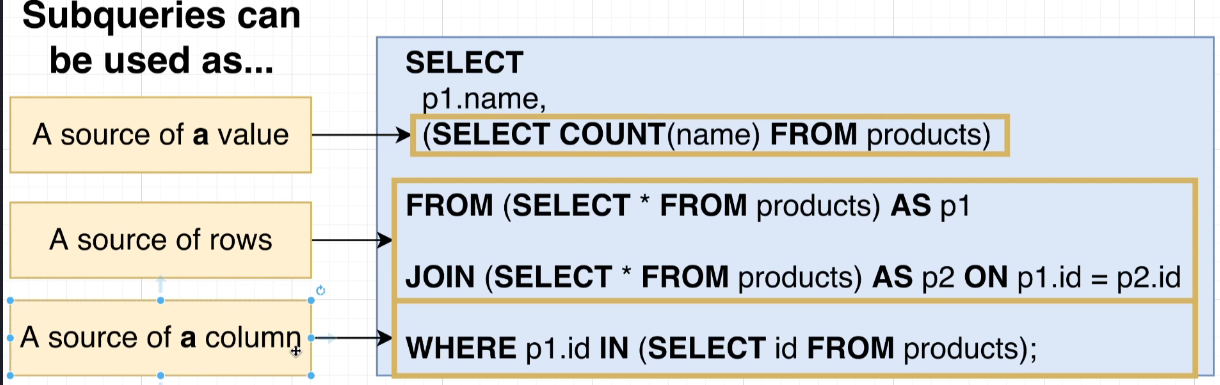 Subqueries can
be used as...
A source of a value
A source of rows
A source of a column
SELECT
p1.name,
(SELECT COUNT(name) FROM products)
FROM (SELECT * FROM products) AS p1
JOIN (SELECT * FROM products) AS p2 ON p1.id = p2.id
WHERE p1.id IN (SELECT id FROM products);